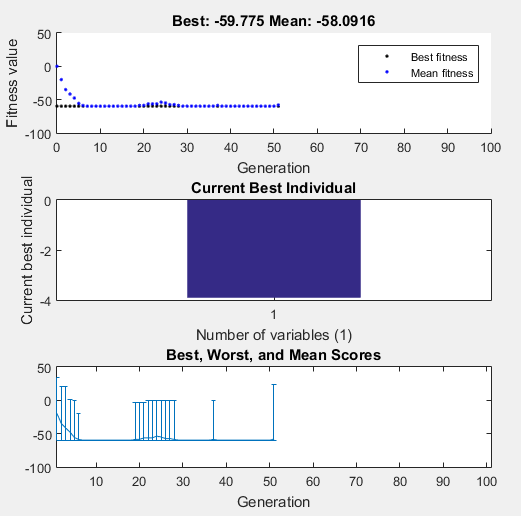 Best: -59.775 Mean: -58.0916
Fitness value
50
0
-50
-100
Best fitness
Mean fitness
0 10 20 30 40 50 60 70 80 90 100
Generation
Current Best Individual
Current best individual
0
-2
-4
1
Number of variables (1)
Best, Worst, and Mean Scores
50
0
-50
-100
10 20 30 40 50 60 70 80 90 100
Generation